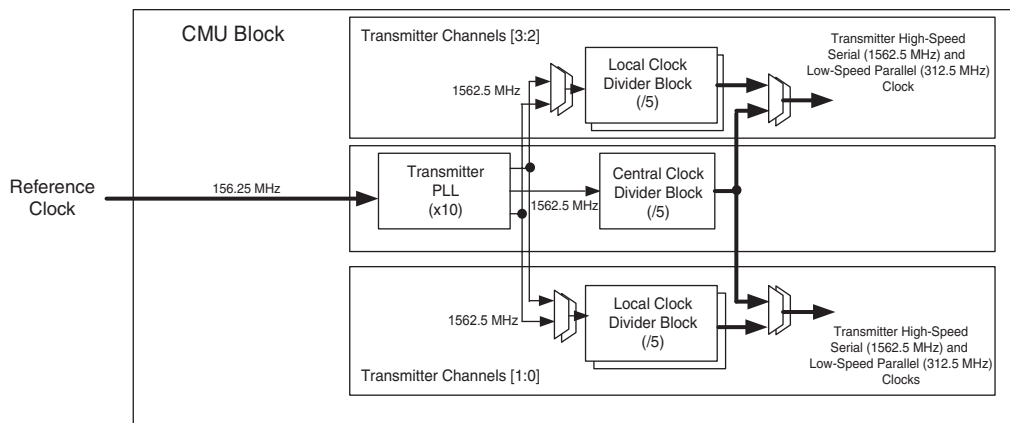 CMU Block
Transmitter Channels [3:2]
1562.5 MHz
Local Clock
Divider Block
(/5)
Transmitter High-Speed
Serial (1562.5 MHz) and
Low-Speed Parallel (312.5 MHz)
Clock
Reference
Clock
156.25 MHz
Transmitter
PLL
(x10)
1562.5 MHz
Central Clock
Divider Block
(/5)
1562.5 MHz
Local Clock
Divider Block
(/5)
Transmitter High-Speed
Serial (1562.5 MHz) and
Low-Speed Parallel (312.5 MHz)
Clocks
Transmitter Channels [1:0]